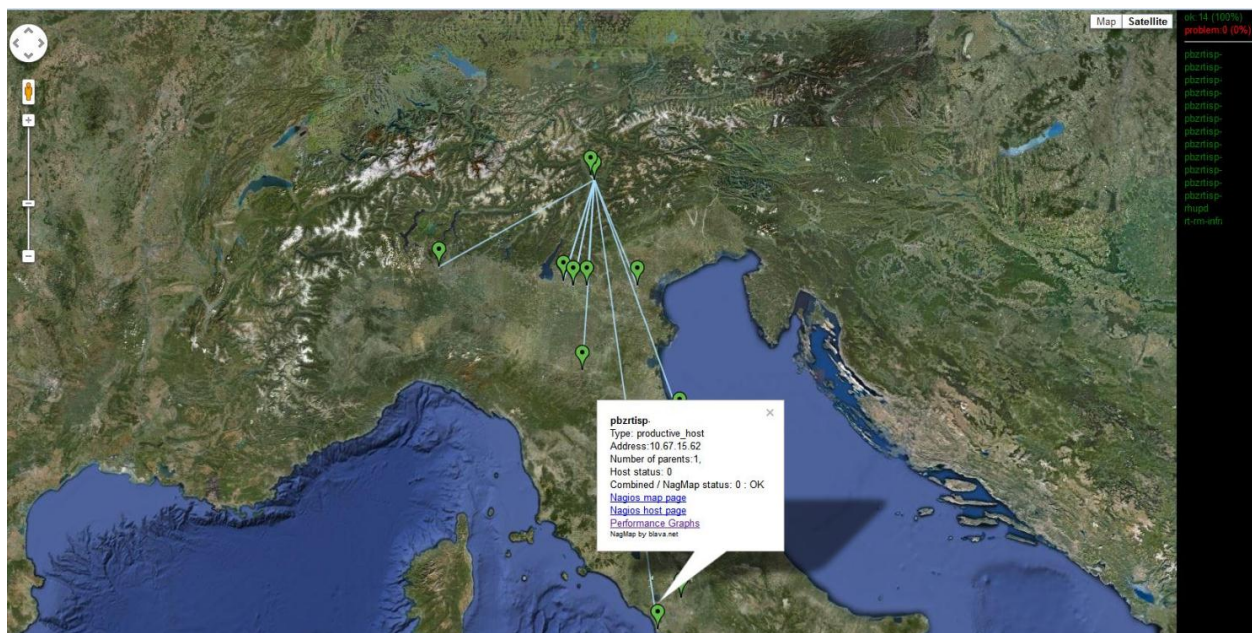 Map Satellite
ok:14 (100%)
problem:0 (0%)
pbzrtisp-
pbzrtisp-
pbzrtisp-
pbzrtisp-
pbzrtisp-
pbzrtisp-
pbzrtisp-
pbzrtisp-
pbzrtisp-
pbzrtisp-
pbzrtisp-
pbzrtisp-
rhupd
rt-rm-infr
pbzrtisp-
Type: productive_host
Address:10.67.15.62
Number of parents:1,
Host status: 0
Combined / NagMap status: 0 : OK
Nagios map page
Nagios host page
Performance Graphs
NagMap by blava.net